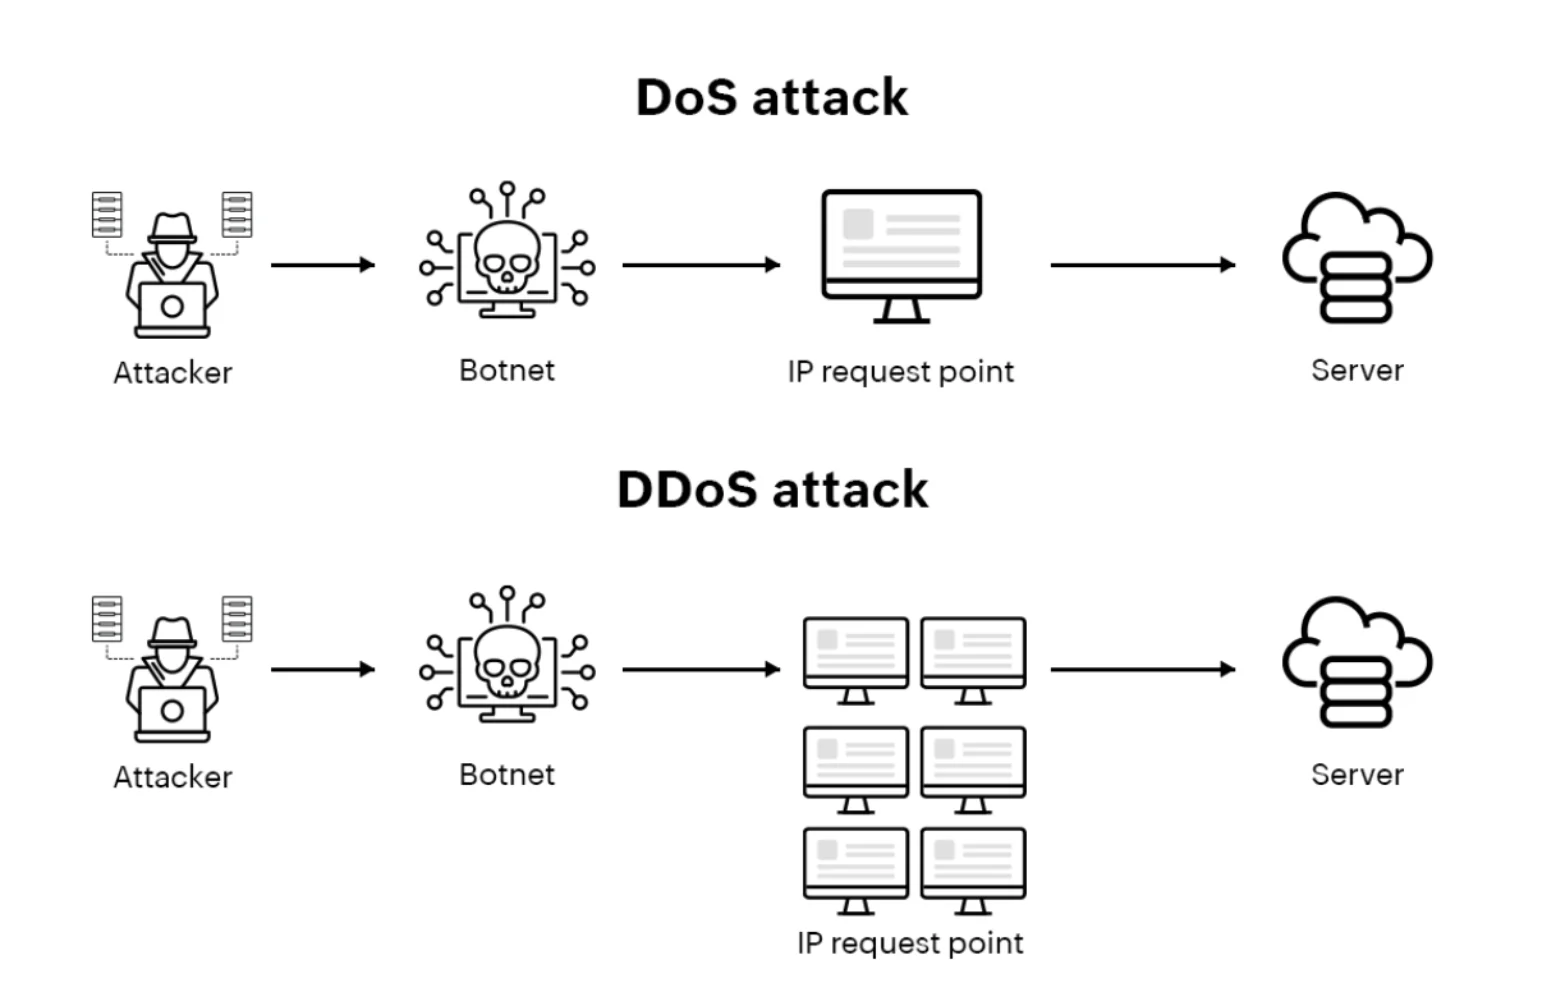 DoS attack
Attacker
Botnet
IP request point
Server
DDoS attack
Attacker
Botnet
Server
IP request point